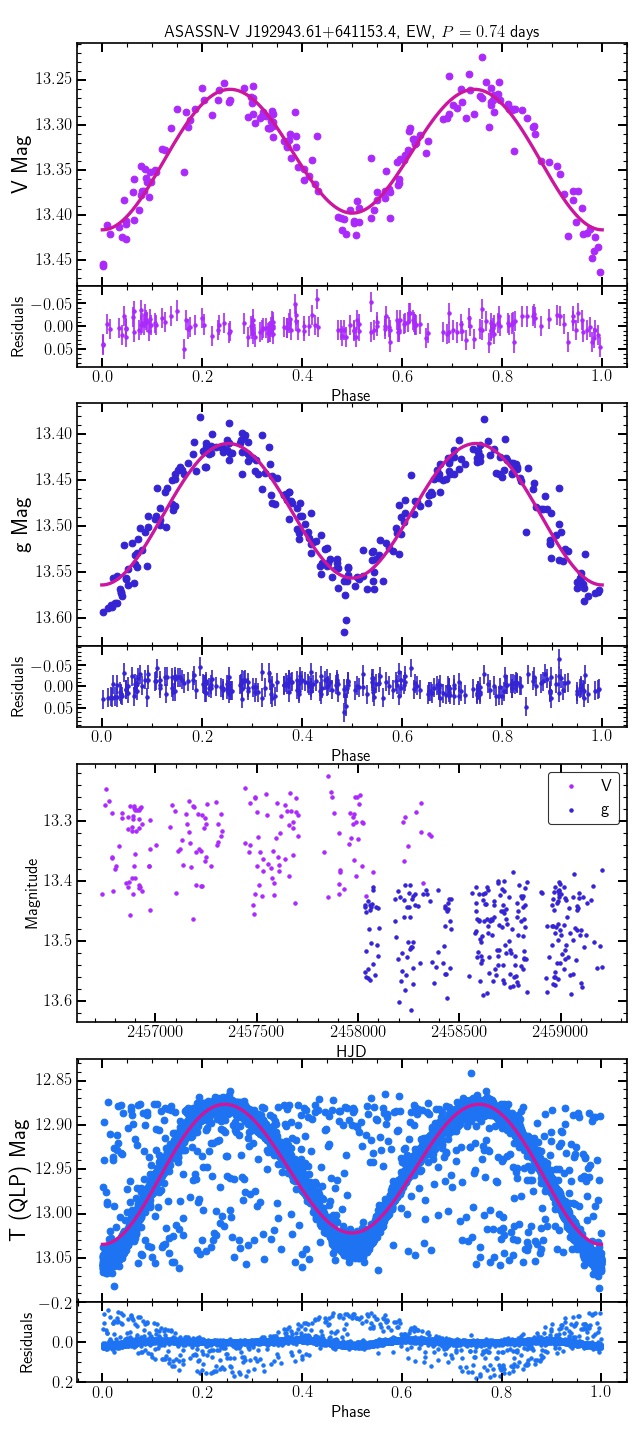 ASASSN-V J192943.61+641153.4, EW, P = 0.74 days
V Mag
13.25
13.30
13.35
13.40
13.45
Residuals
−0.05
0.00
0.05
0.0 0.2 0.4 0.6 0.8 1.0
Phase
g Mag
13.40
13.45
13.50
13.55
13.60
Residuals
−0.05
0.00
0.05
0.0 0.2 0.4 0.6 0.8 1.0
Phase
Magnitude
13.3
13.4
13.5
13.6
V
g
2457000 2457500 2458000 2458500 2459000
HJD
T (QLP) Mag
12.85
12.90
12.95
13.00
13.05
Residuals
−0.2
0.0
0.2
0.0 0.2 0.4 0.6 0.8 1.0
Phase